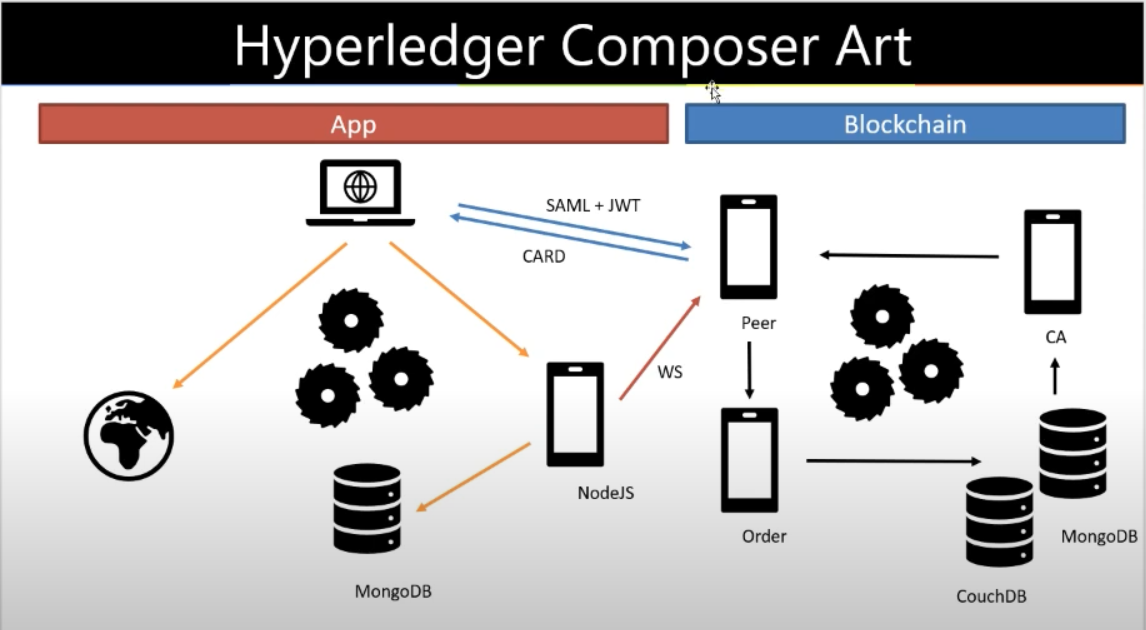 Hyperledger Composer Art
App
Blockchain
SAML + JWT
CARD
Peer
CA
WS
NodeJS
Order
MongoDB
MongoDB
CouchDB